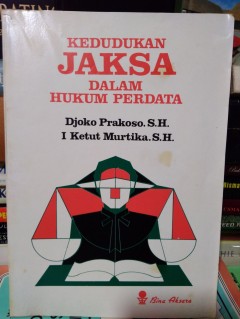 KEDUDUKAN
JAKSA
DALAM
HUKUM PERDATA
Djoko Prakoso. S.H.
I Ketut Murtika. S.H.
Bina Aksara